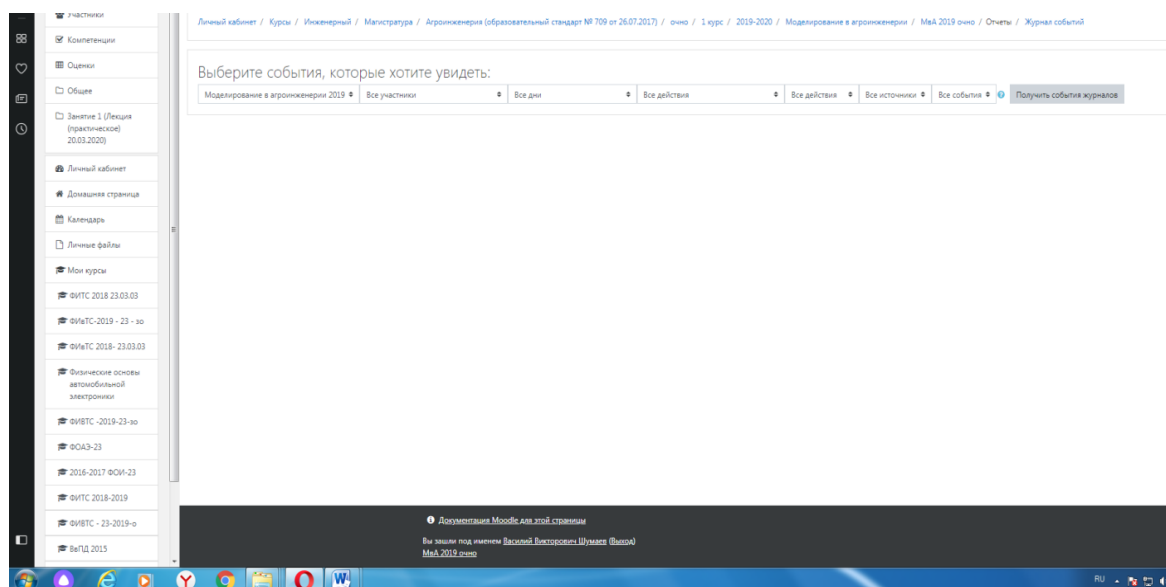 Участники
Компетенции
Оценки
Общее
Занятие 1 (Лекция
(практическое)
20.03.2020)
Личный кабинет
Домашняя страница
Календарь
Личные файлы
Мои курсы
ФИТС 2018 23.03.03
ФИвТС-2019 - 23 - зо
ФИвТС 2018- 23.03.03
Физические основы
автомобильной
электроники
ФИВТС -2019-23-зо
ФОАЭ-23
2016-2017 ФОИ-23
ФИТС 2018-2019
ФИВТС - 23-2019-о
ВвПД 2015
Личный кабинет / Курсы / Инженерный / Магистратура / Агроинженерия (образовательный стандарт № 709 от 26.07.2017) / очно / 1 курс / 2019-2020 / Моделирование в агроинженерии / МвА 2019 очно / Отчеты / Журнал событий
Выберите события, которые хотите увидеть:
Моделирование в агроинженерии 2019 Все участники Все дни Все действия Все действия Все источники Все события Получить события журналов
Документация Moodle для этой страницы
Вы зашли под именем Василий Викторович Шумаев (Выход)
МвА 2019 очно
RU